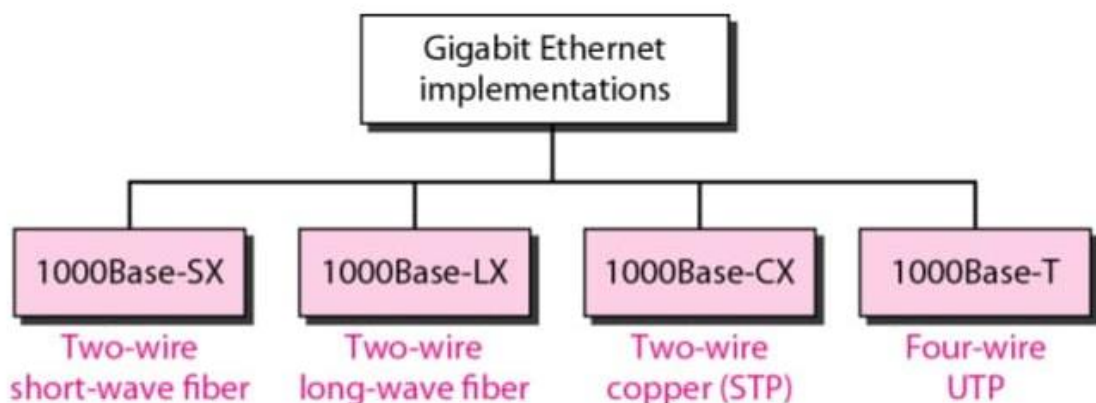 Gigabit Ethernet
implementations
1000Base-SX
1000Base-LX
1000Base-CX
1000Base-T
Two-wire
short-wave fiber
Two-wire
long-wave fiber
Two-wire
copper (STP)
Four-wire
UTP